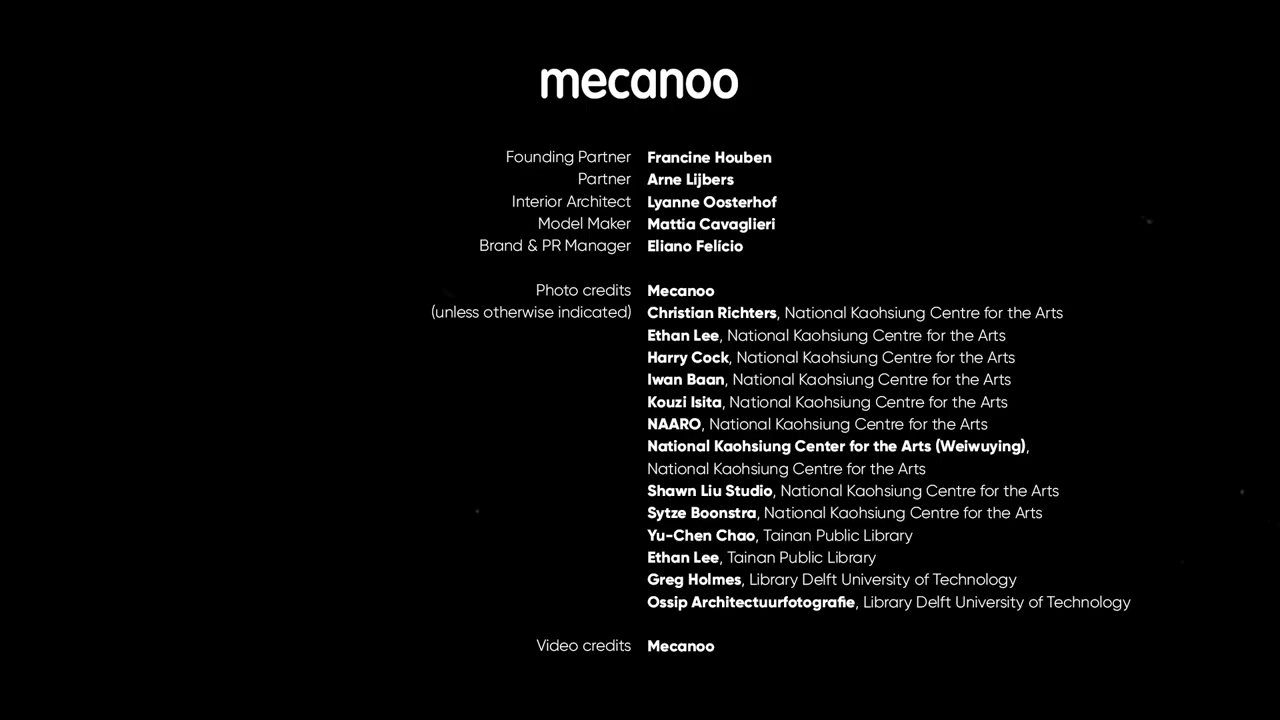 mecanoo
Founding Partner Francine Houben
Partner Arne Lijbers
Interior Architect Lyanne Oosterhof
Model Maker Mattia Cavaglieri
Brand & PR Manager Eliano Felício
Photo credits Mecanoo
(unless otherwise indicated) Christian Richters, National Kaohsiung Centre for the Arts
Ethan Lee, National Kaohsiung Centre for the Arts
Harry Cock, National Kaohsiung Centre for the Arts
Iwan Baan, National Kaohsiung Centre for the Arts
Kouzi Isita, National Kaohsiung Centre for the Arts
NAARO, National Kaohsiung Centre for the Arts
National Kaohsiung Center for the Arts (Weiwuying),
National Kaohsiung Centre for the Arts
Shawn Liu Studio, National Kaohsiung Centre for the Arts
Sytze Boonstra, National Kaohsiung Centre for the Arts
Yu-Chen Chao, Tainan Public Library
Ethan Lee, Tainan Public Library
Greg Holmes, Library Delft University of Technology
Ossip Architectuurfotografie, Library Delft University of Technology
Video credits Mecanoo